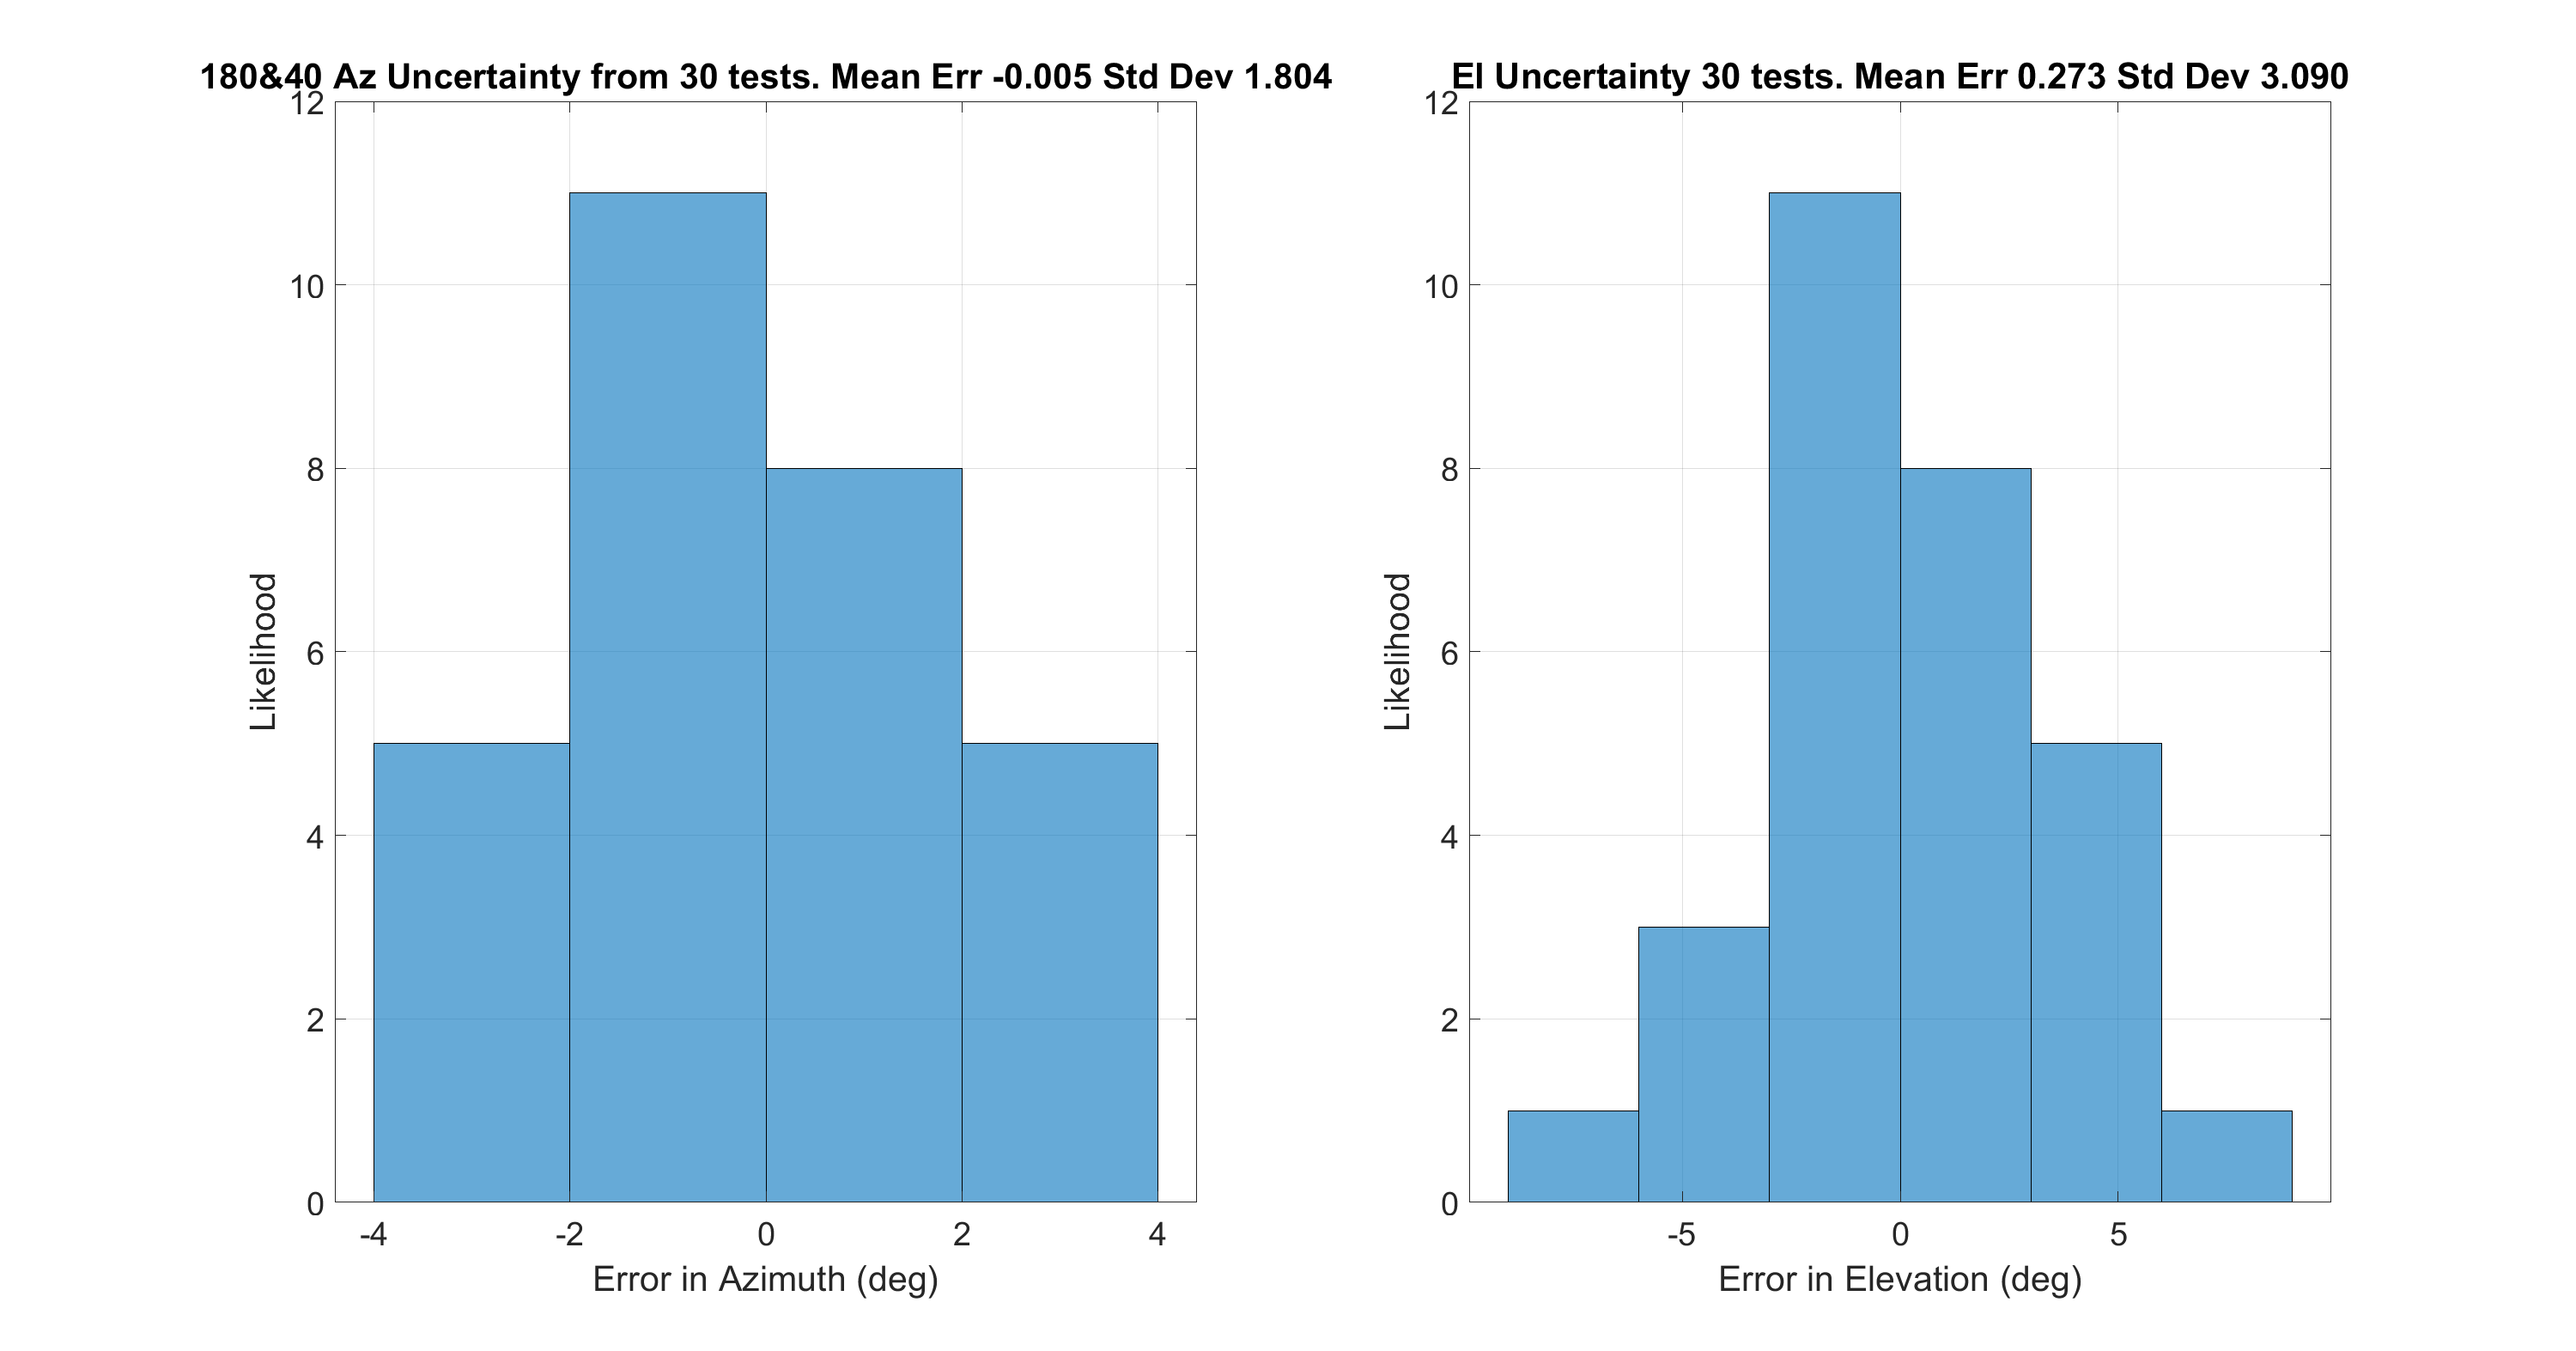 180&40 Az Uncertainty from 30 tests. Mean Err -0.005 Std Dev 1.804
12
10
8
6
4
2
0
Likelihood
-4 -2 0 2 4
Error in Azimuth (deg)
El Uncertainty 30 tests. Mean Err 0.273 Std Dev 3.090
12
10
8
6
4
2
0
Likelihood
-5 0 5
Error in Elevation (deg)